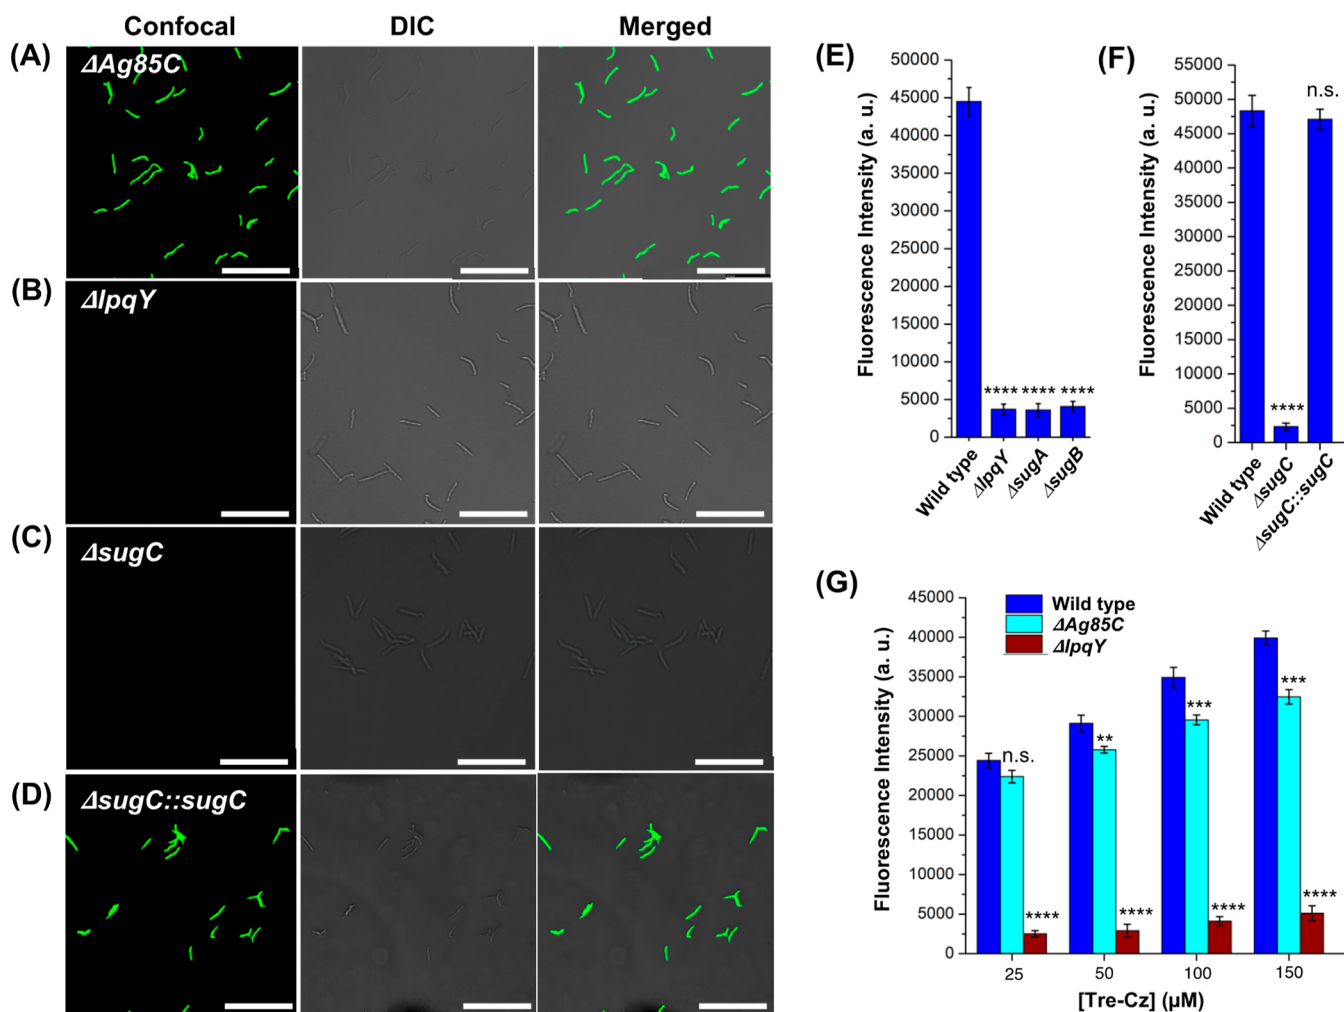 Confocal DIC Merged
(A) ΔAg85C
(B) ΔlpqY
(C) ΔsugC
(D) ΔsugC::sugC
(E)
Fluorescence Intensity (a. u.)
50000
45000
40000
35000
30000
25000
20000
15000
10000
5000
0
**** **** ****
Wild type ΔlpqY ΔsugA ΔsugB
(F)
Fluorescence Intensity (a. u.)
55000
50000
45000
40000
35000
30000
25000
20000
15000
10000
5000
0
****
n.s.
Wild type ΔsugC ΔsugC::sugC
(G)
Fluorescence Intensity (a. u.)
45000
40000
35000
30000
25000
20000
15000
10000
5000
0
Wild type
ΔAg85C
ΔlpqY
n.s. ** *** ***
**** **** **** ****
25 50 100 150
[Tre-Cz] (μM)